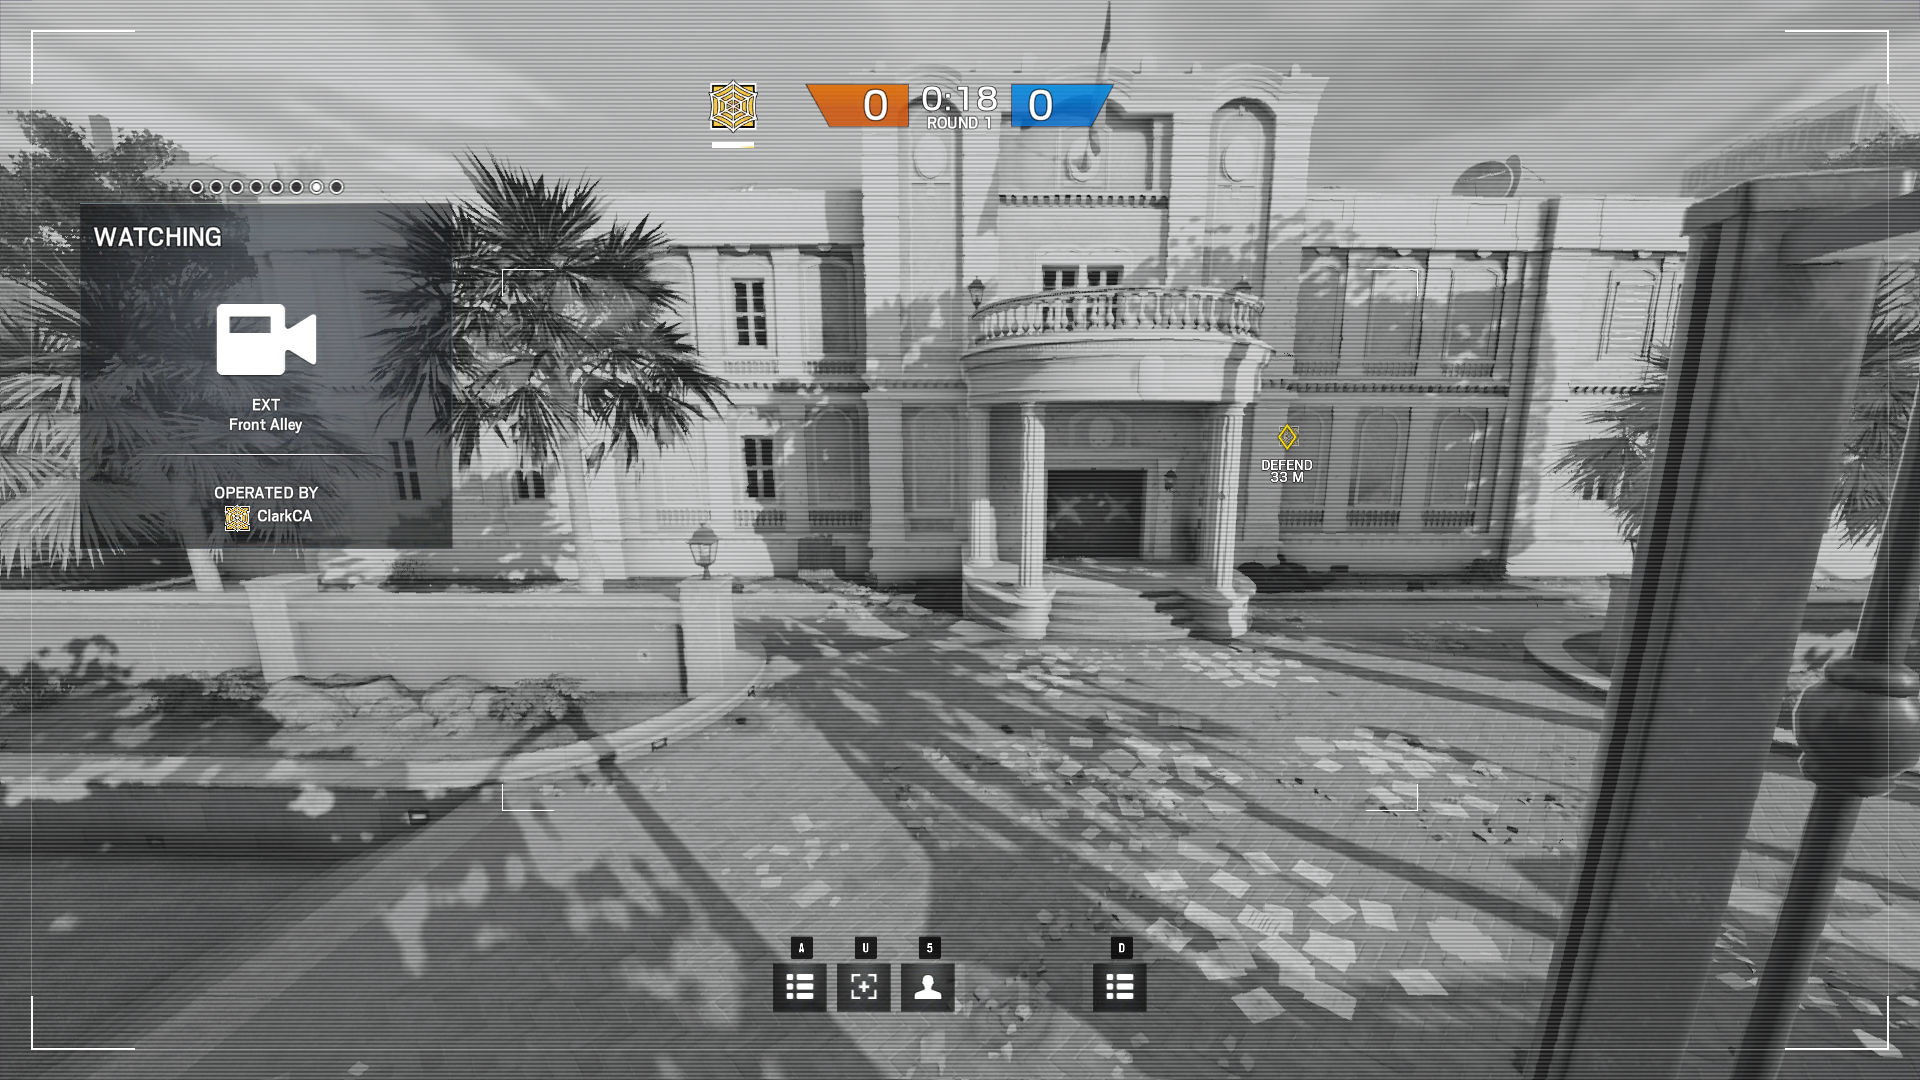 0
0:18
0
ROUND 1
WATCHING
EXT
Front Alley
OPERATED BY
ClarkCA
DEFEND
33 M
A
U
5
D